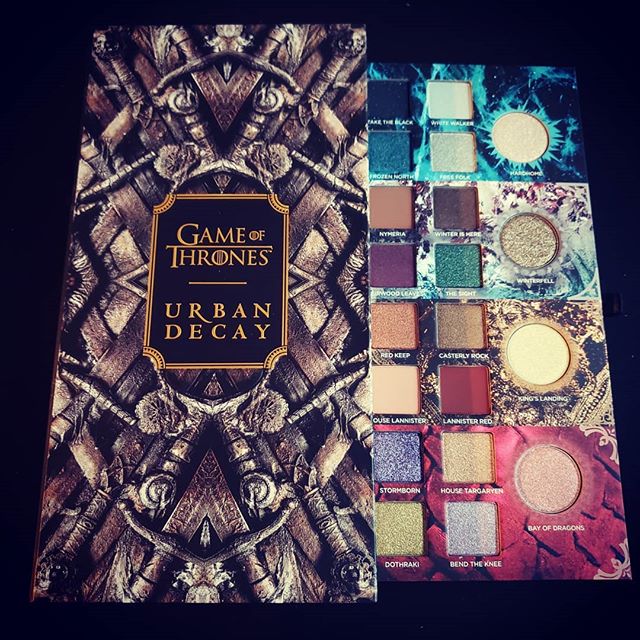 GAME OF
THRONES
URBAN
DECAY
TAKE THE BLACK
WHITE WALKER
FROZEN NORTH
FREE FOLK
HARDHOME
NYMERIA
WINTER IS HERE
LEAVES
THE SIGHT
WINTERFELL
RED KEEP
CASTERLY ROCK
LANNISTER
LANNISTER RED
KING'S LANDING
STORMBORN
HOUSE TARGARYEN
DOTHRAKI
BEND THE KNEE
BAY OF DRAGONS